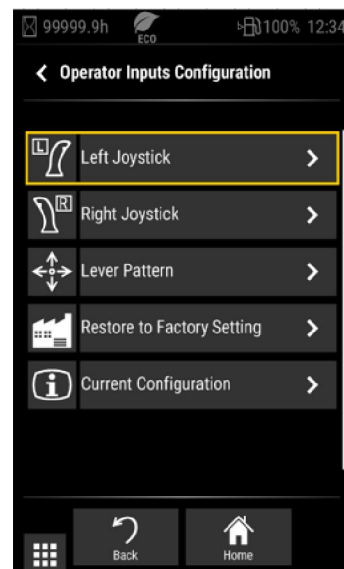 99999.9h ECO 100% 12:34
Operator Inputs Configuration
L Left Joystick
R Right Joystick
Lever Pattern
Restore to Factory Setting
i Current Configuration
Back Home